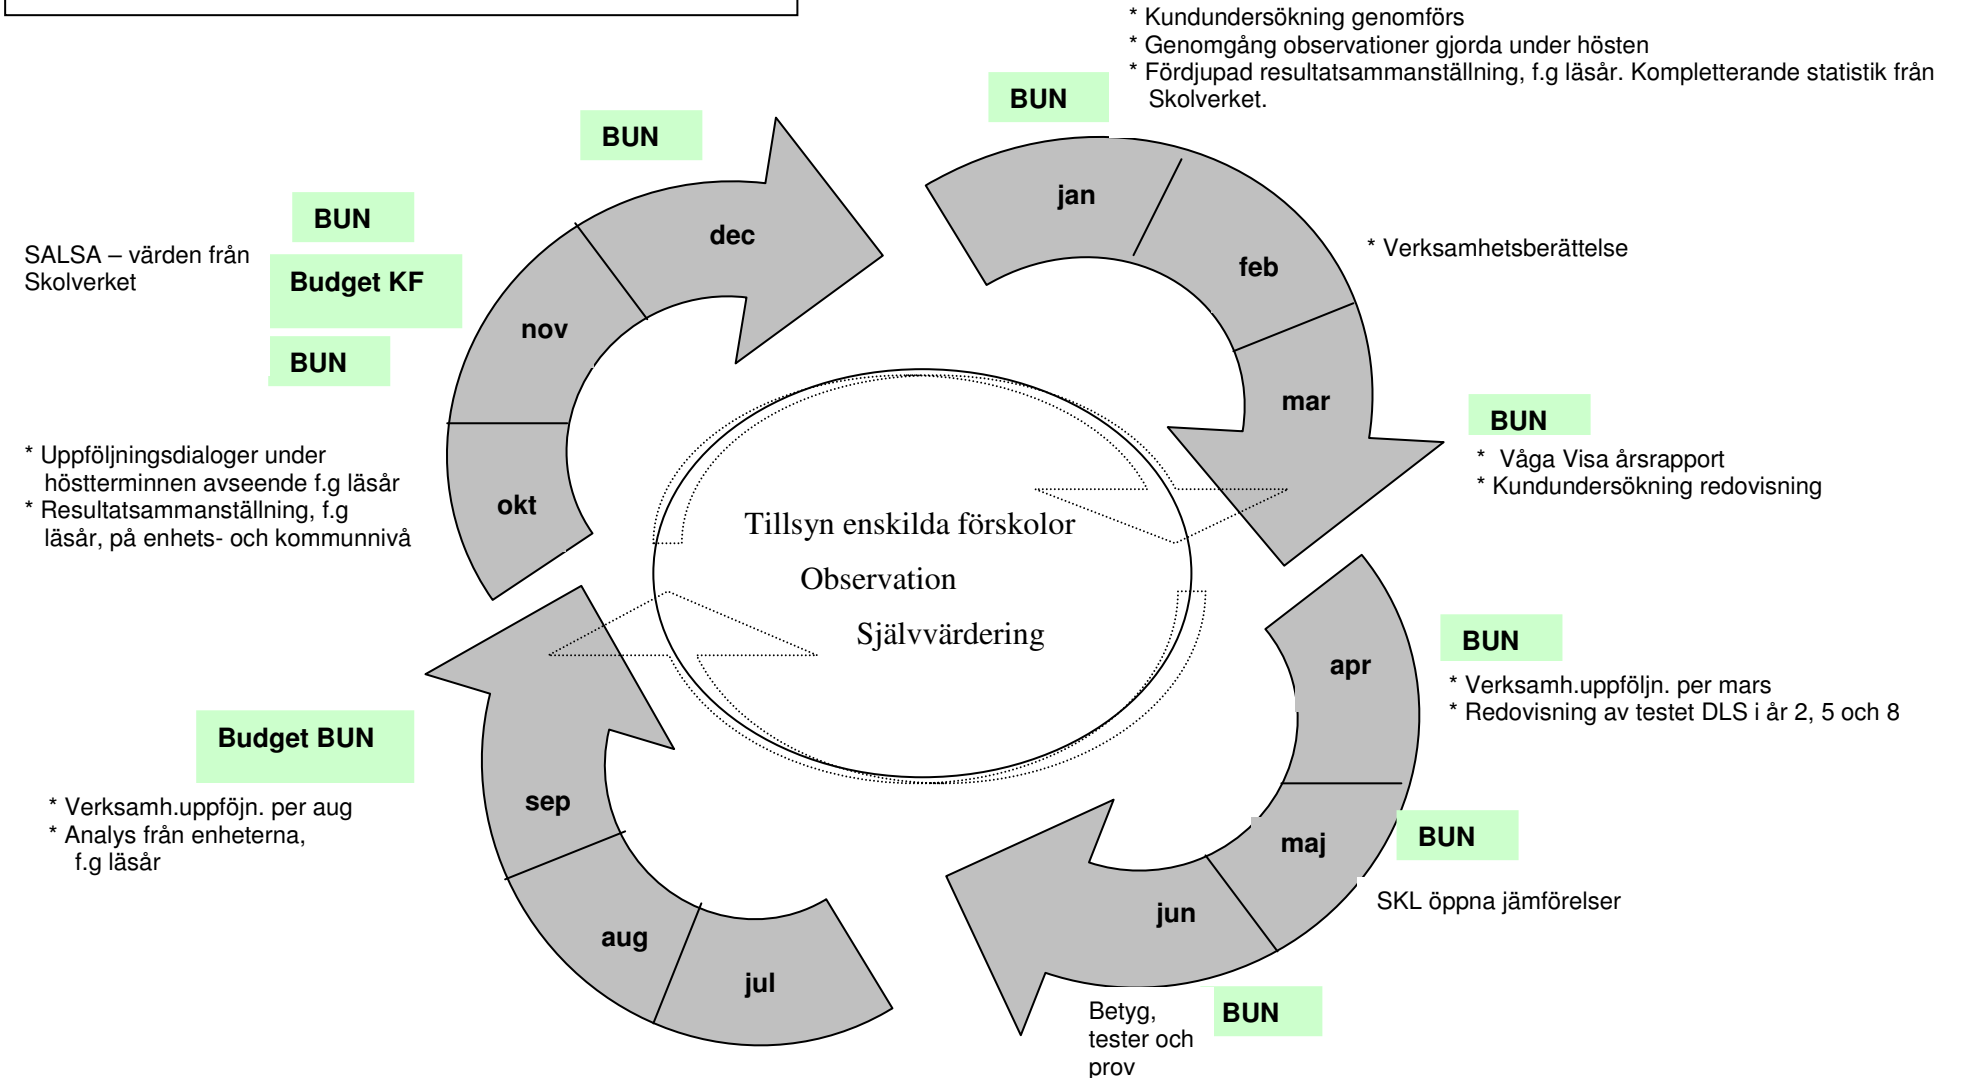 * Kundundersökning genomförs
* Genomgång observationer gjorda under hösten
* Fördjupad resultatsammanställning, f.g läsår. Kompletterande statistik från
Skolverket.
BUN
jan
feb
* Verksamhetsberättelse
mar
BUN
* Våga Visa årsrapport
* Kundundersökning redovisning
apr
BUN
* Verksamh.uppföljn. per mars
* Redovisning av testet DLS i år 2, 5 och 8
maj
BUN
SKL öppna jämförelser
jun
Betyg,
tester och
prov
BUN
jul
aug
sep
Budget BUN
* Verksamh.uppföjn. per aug
* Analys från enheterna,
f.g läsår
okt
* Uppföljningsdialoger under
höstterminnen avseende f.g läsår
* Resultatsammanställning, f.g
läsår, på enhets- och kommunnivå
nov
BUN
Budget KF
BUN
SALSA – värden från
Skolverket
dec
BUN
Tillsyn enskilda förskolor
Observation
Självvärdering